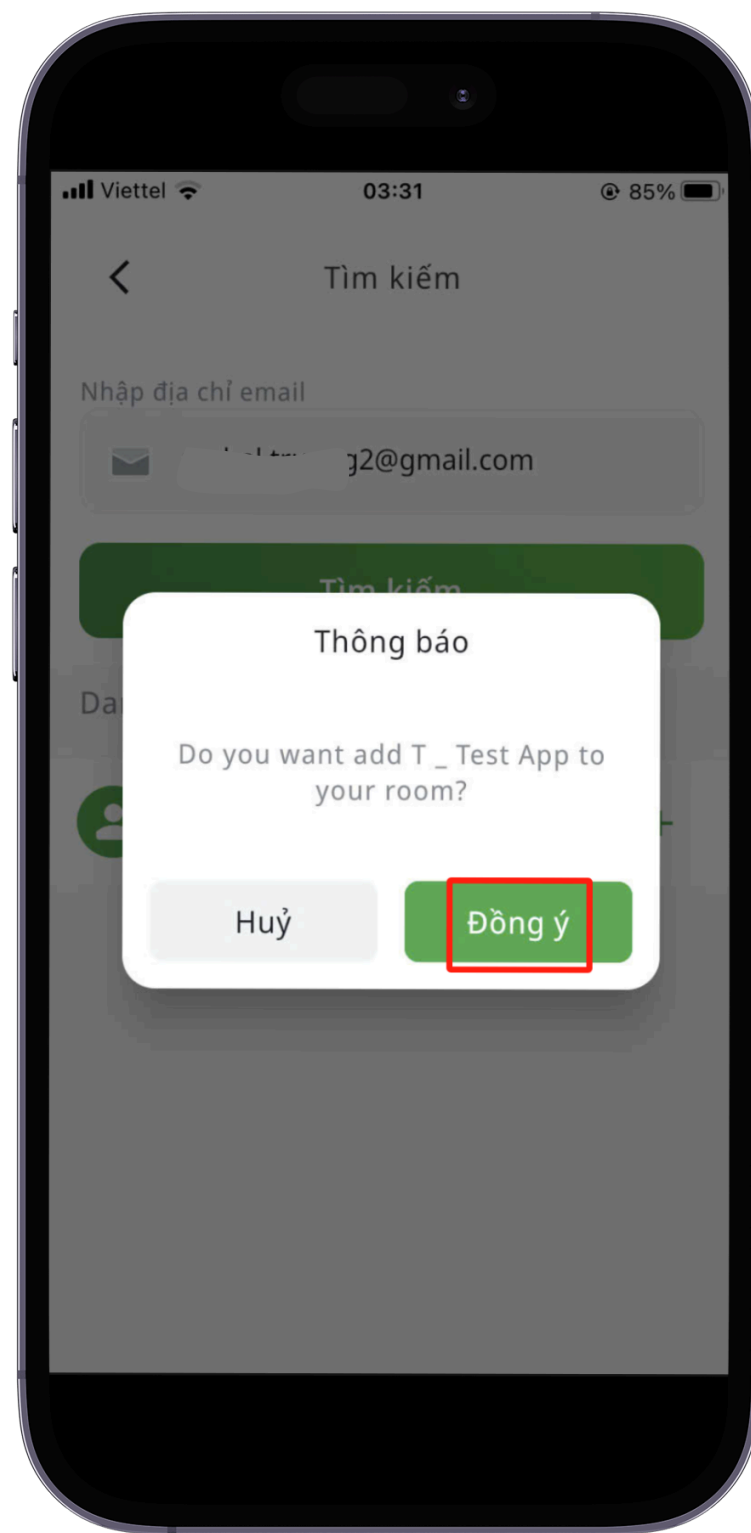 Viettel 03:31 85%
Tìm kiếm
Nhập địa chỉ email
@gmail.com
Tìm kiếm
Thông báo
Do you want add T _ Test App to
your room?
Huỷ Đồng ý